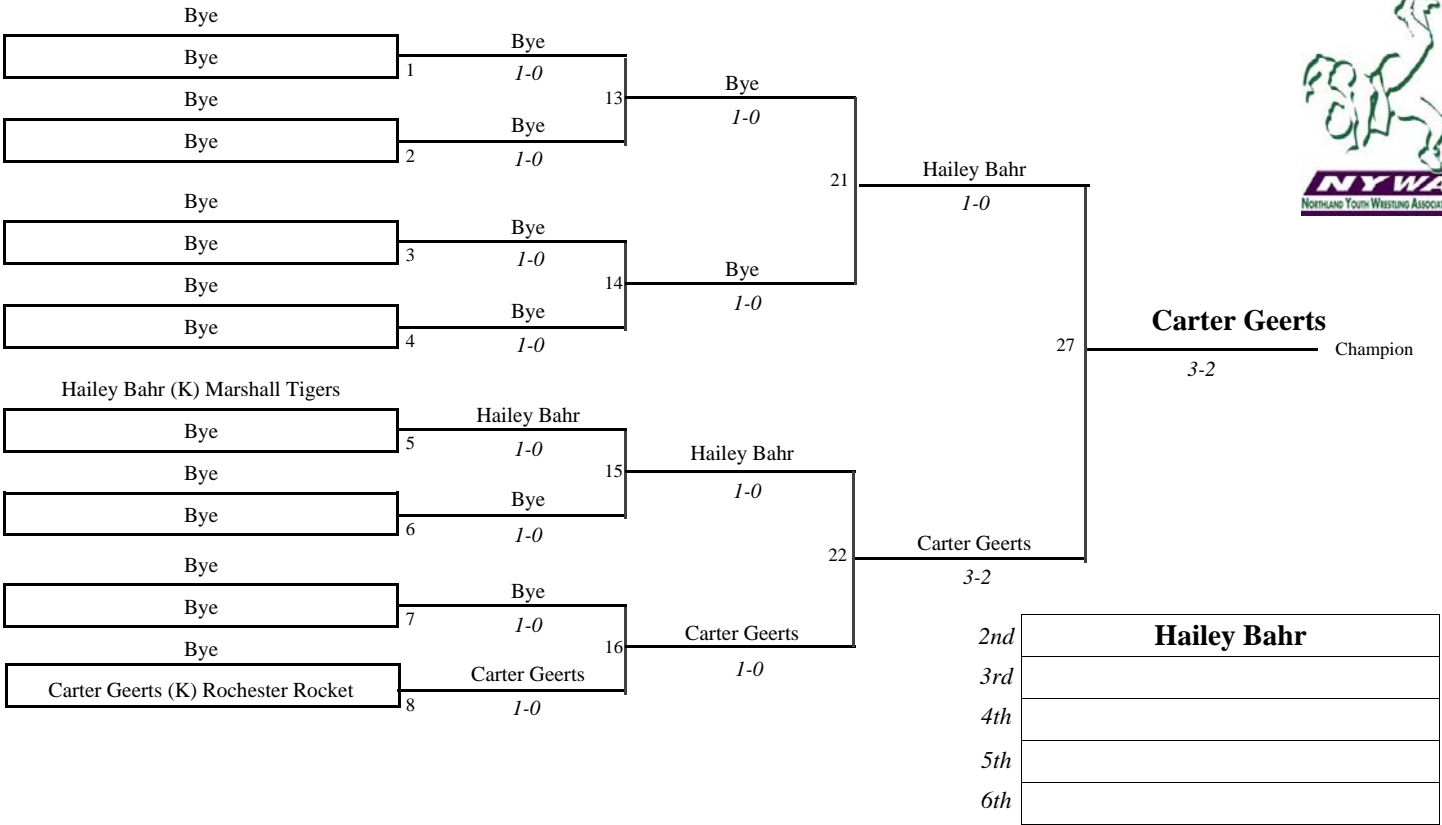 Bye
Bye
1
Bye
1-0
Bye
Bye
2
Bye
1-0
13
Bye
1-0
Bye
Bye
3
Bye
1-0
Bye
Bye
4
Bye
1-0
14
Bye
1-0
21
Hailey Bahr
1-0
Hailey Bahr (K) Marshall Tigers
Bye
5
Hailey Bahr
1-0
Bye
Bye
6
Bye
1-0
15
Hailey Bahr
1-0
Bye
Bye
7
Bye
1-0
Bye
Carter Geerts (K) Rochester Rocket
8
Carter Geerts
1-0
16
Carter Geerts
1-0
22
Carter Geerts
3-2
27
Carter Geerts
3-2
Champion
NYWA
NORTHLAND YOUTH WRESTLING
2nd Hailey Bahr
3rd
4th
5th
6th